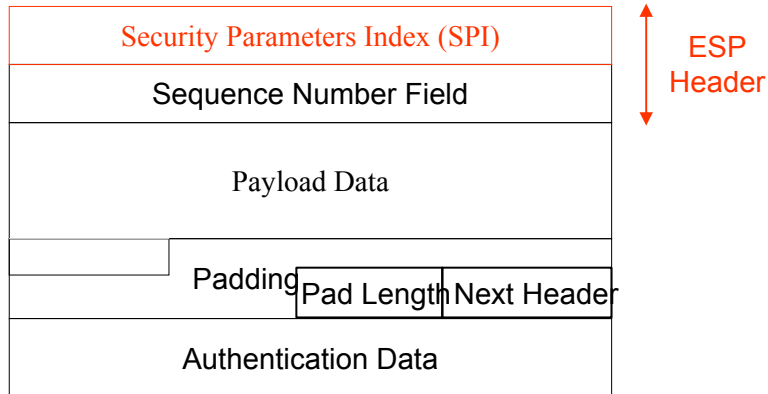 Security Parameters Index (SPI)
ESP
Header
Sequence Number Field
Payload Data
Padding
Pad Length
Next Header
Authentication Data